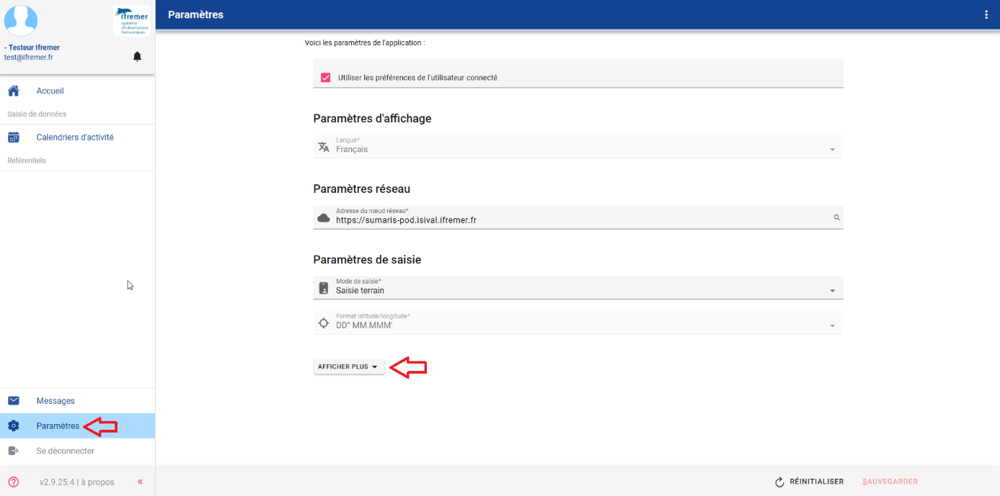 Ifremer
Système
d'Informations
Halieutiques
- Testeur Ifremer
test@ifremer.fr
Accueil
Saisie de données
Calendriers d'activité
Référentiels
Messages
Paramètres
Se déconnecter
v2.9.25.4 | à propos
«
Paramètres
Voici les paramètres de l'application :
Utiliser les préférences de l'utilisateur connecté
Paramètres d'affichage
Langue*
Français
Paramètres réseau
Adresse du nœud réseau*
https://sumaris-pod.isival.ifremer.fr
Paramètres de saisie
Mode de saisie*
Saisie terrain
Format latitude/longitude*
DD° MM.MMM'
AFFICHER PLUS
RÉINITIALISER
SAUVEGARDER